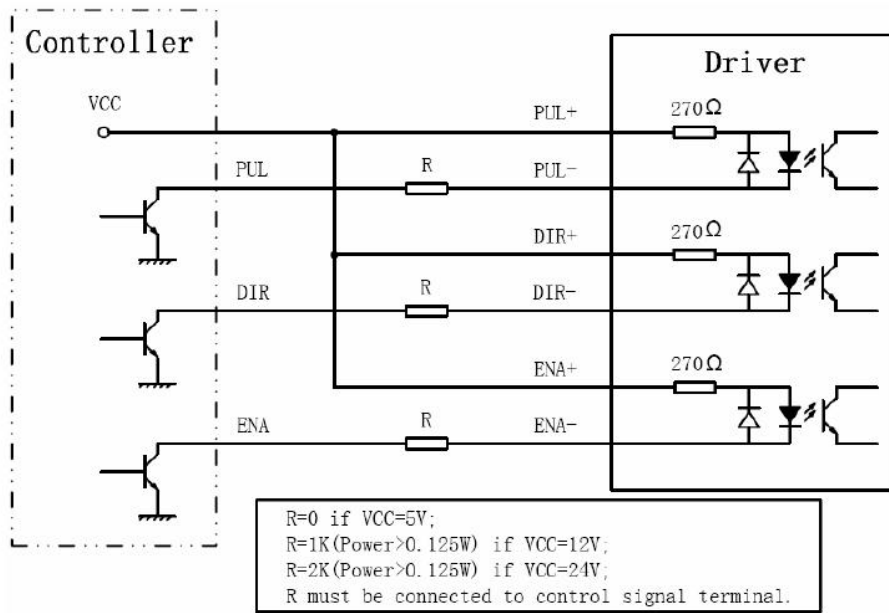 Controller
Driver
VCC
PUL+
270Ω
PUL
R
PUL-
DIR+
270Ω
DIR
R
DIR-
ENA+
270Ω
ENA
R
ENA-
R=0 if VCC=5V;
R=1K(Power>0.125W) if VCC=12V;
R=2K(Power>0.125W) if VCC=24V;
R must be connected to control signal terminal.